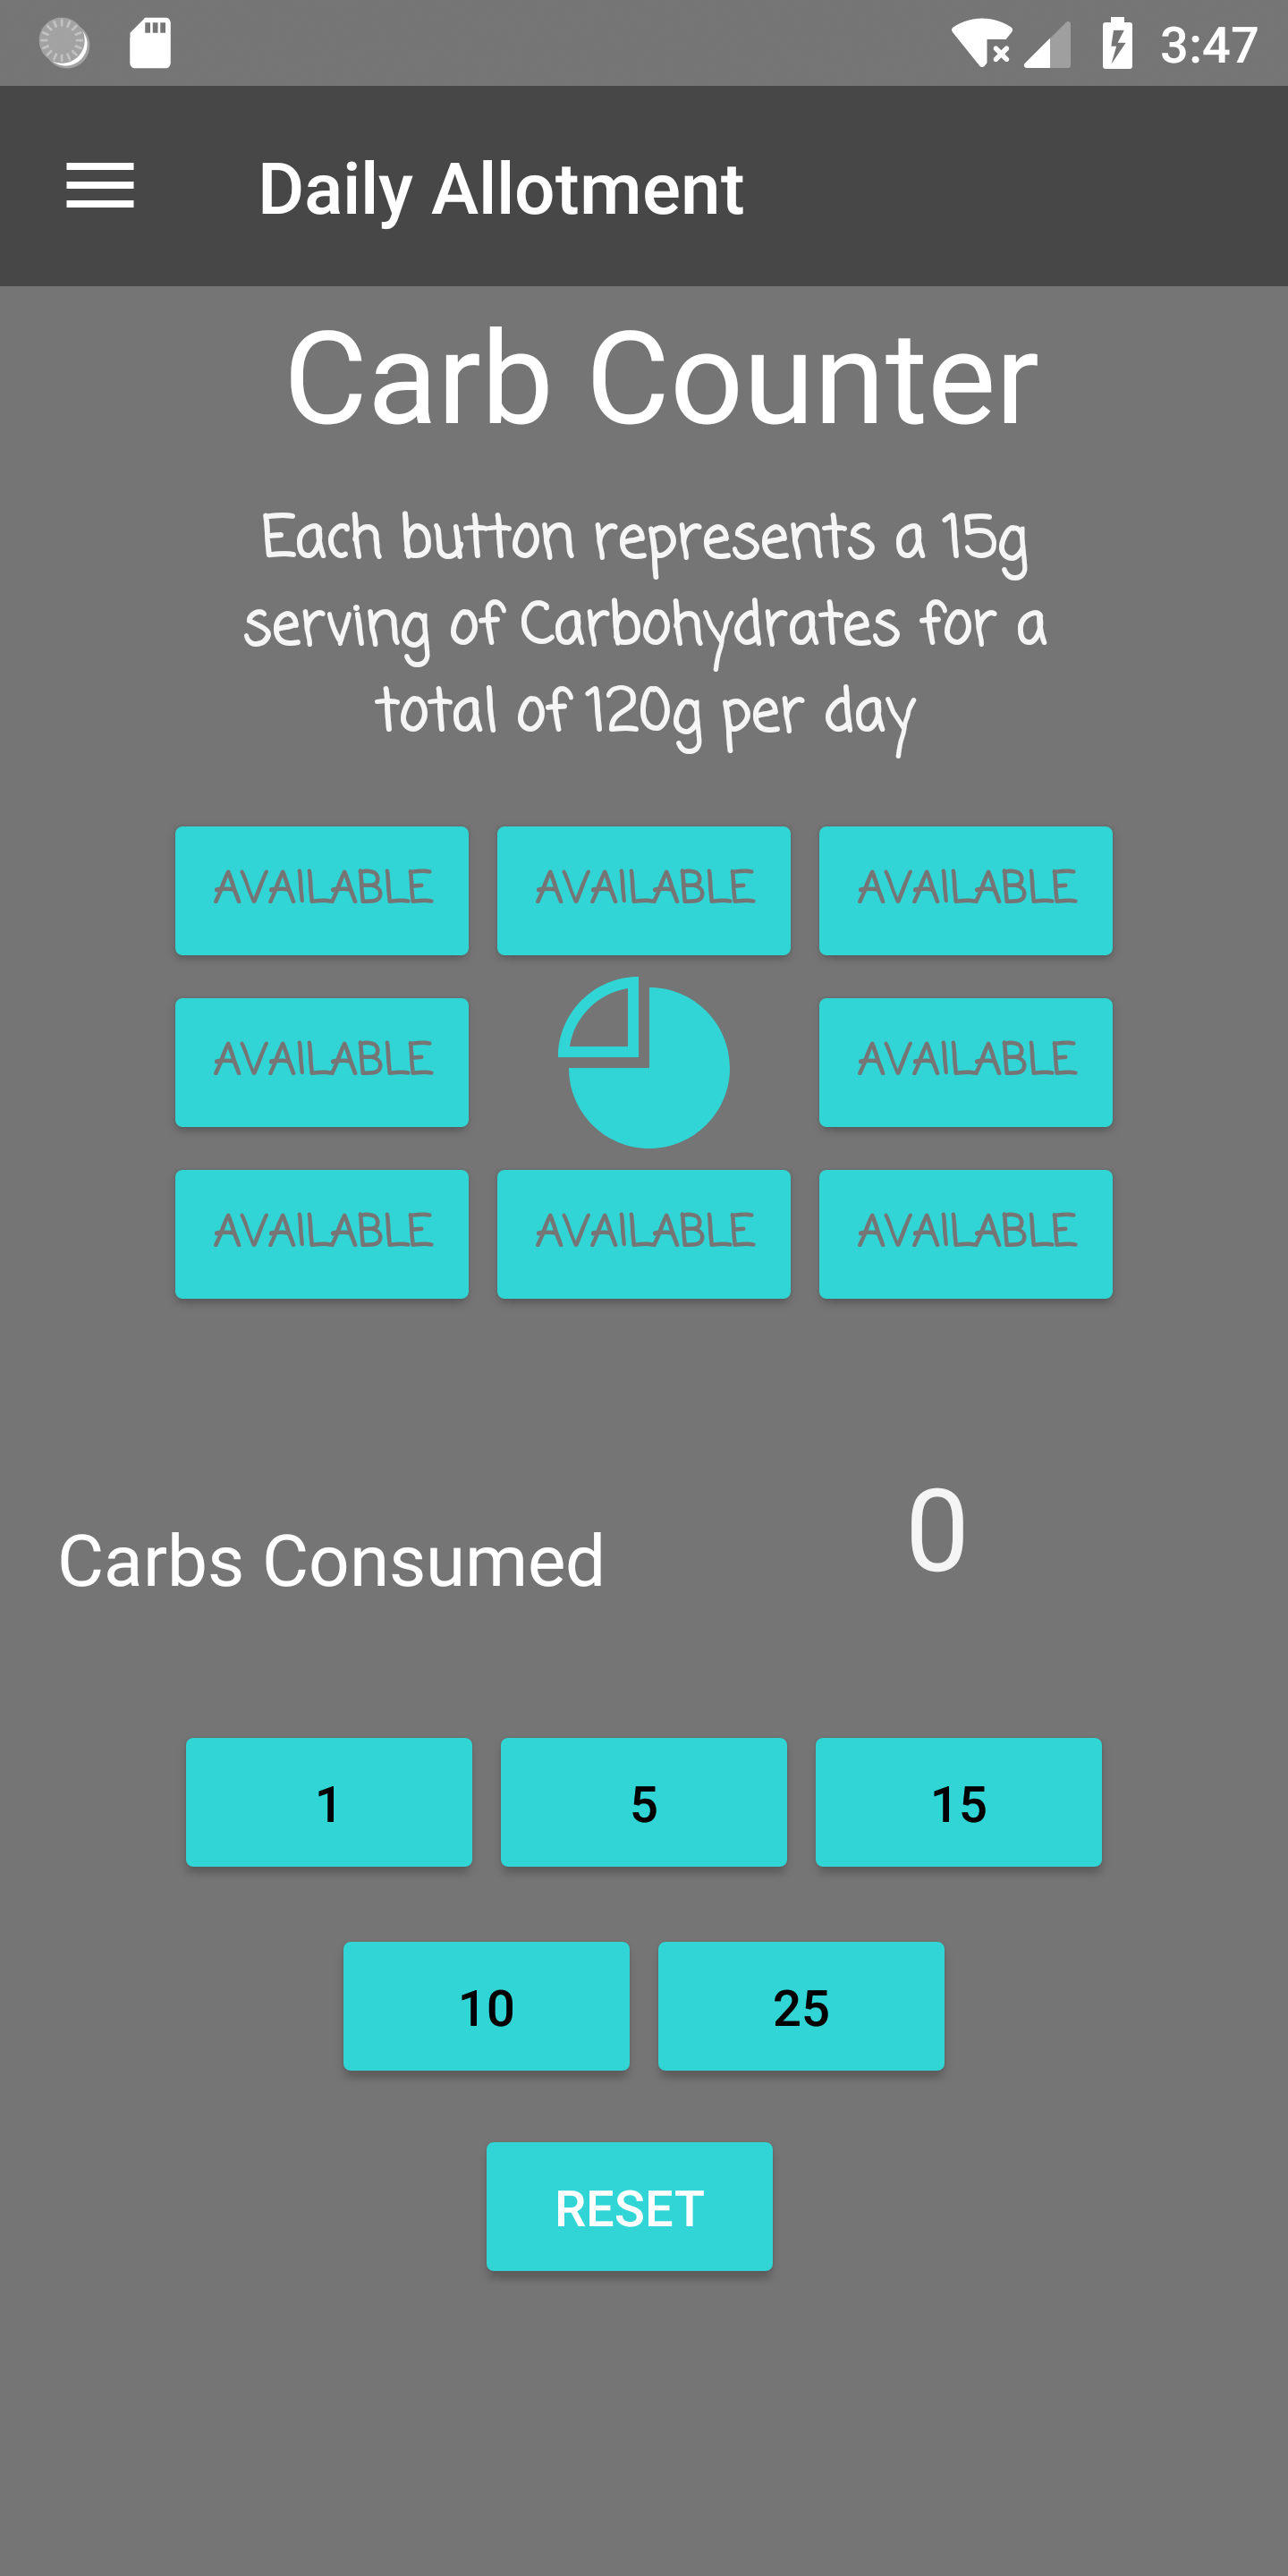 3:47
Daily Allotment
Carb Counter
Each button represents a 15g
serving of Carbohydrates for a
total of 120g per day
AVAILABLE AVAILABLE AVAILABLE
AVAILABLE AVAILABLE
AVAILABLE AVAILABLE AVAILABLE
Carbs Consumed 0
1 5 15
10 25
RESET